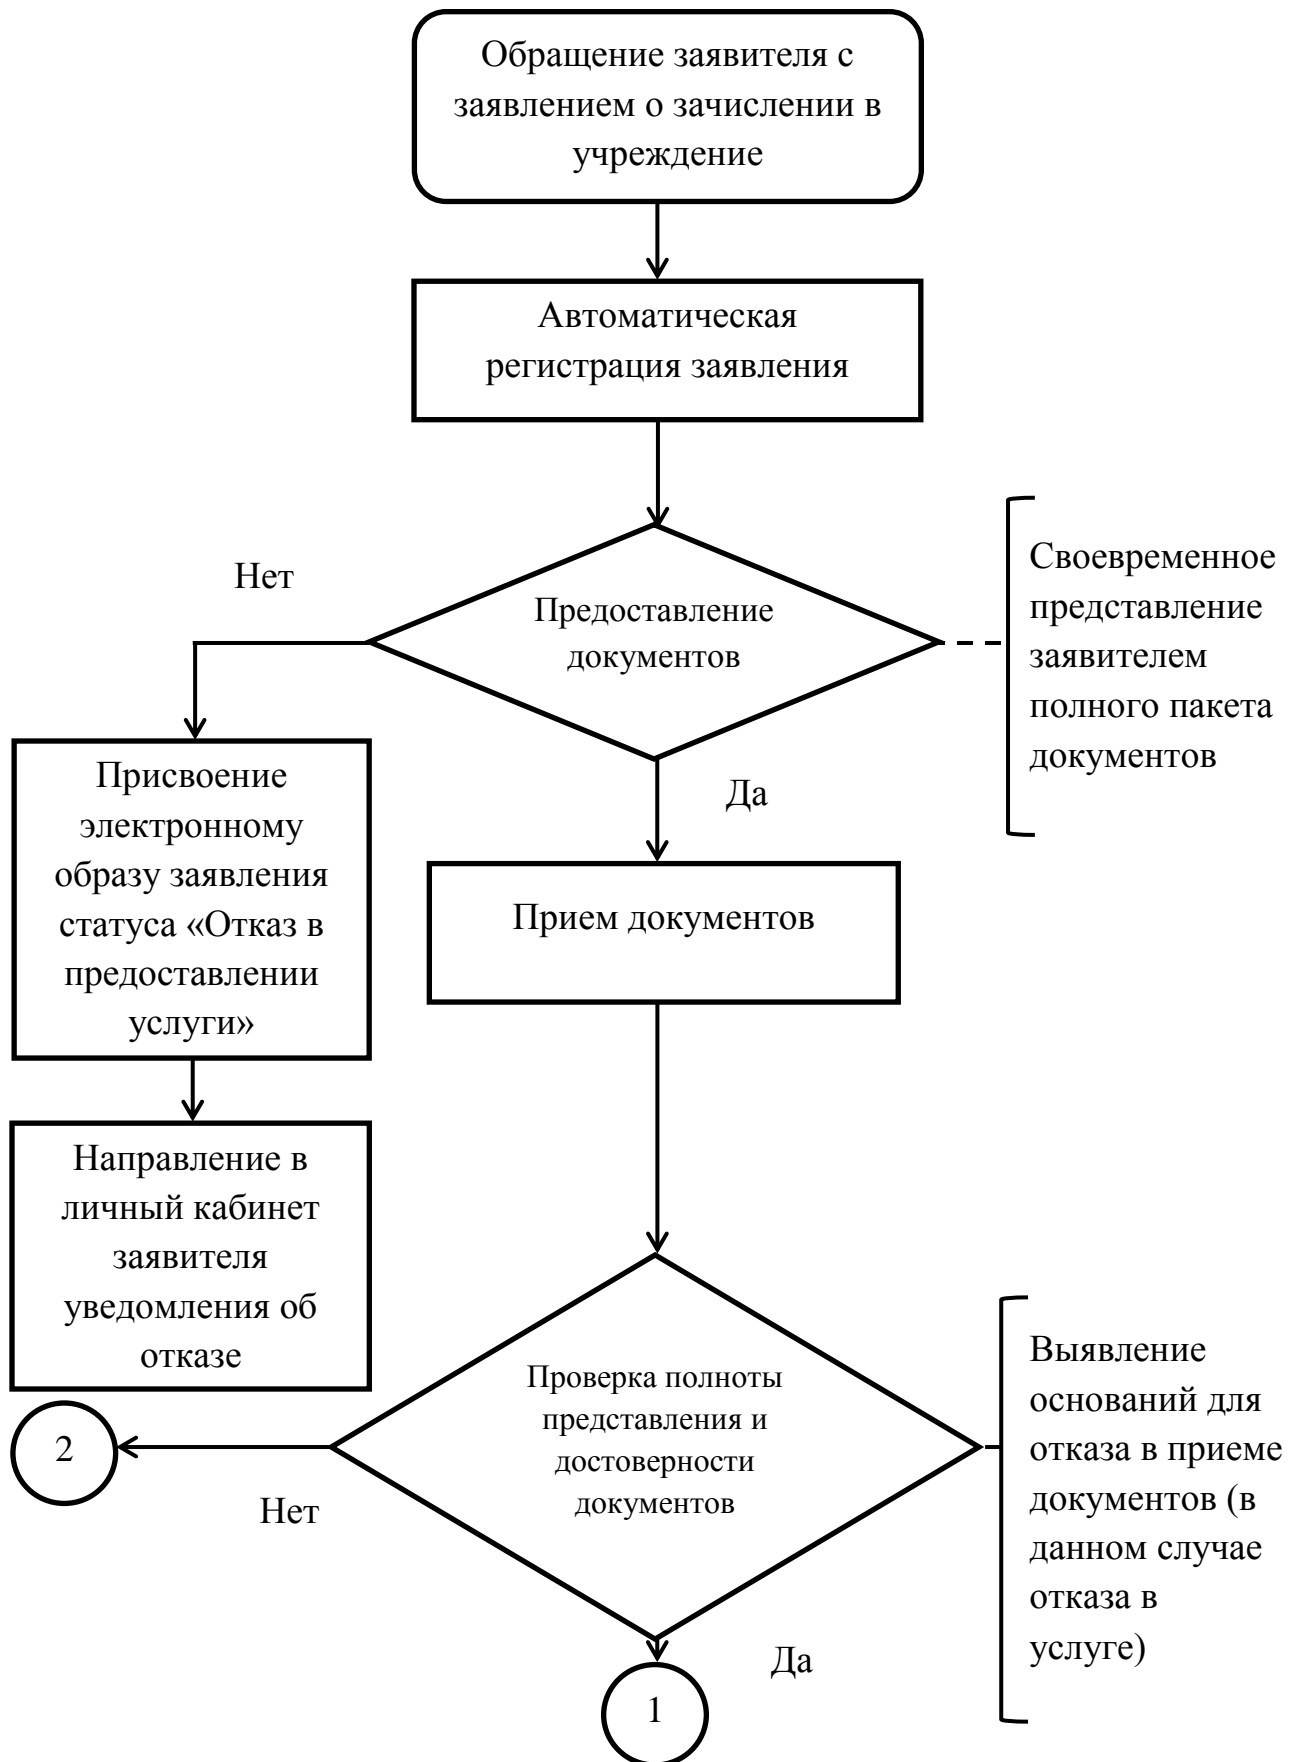 Обращение заявителя с
заявлением о зачислении в
учреждение
Автоматическая
регистрация заявления
Нет
Предоставление
документов
Своевременное
представление
заявителем
полного пакета
документов
Да
Присвоение
электронному
образу заявления
статуса «Отказ в
предоставлении
услуги»
Прием документов
Направление в
личный кабинет
заявителя
уведомления об
отказе
Проверка полноты
представления и
достоверности
документов
Выявление
оснований для
отказа в приеме
документов (в
данном случае
отказа в
услуге)
2
Нет
Да
1